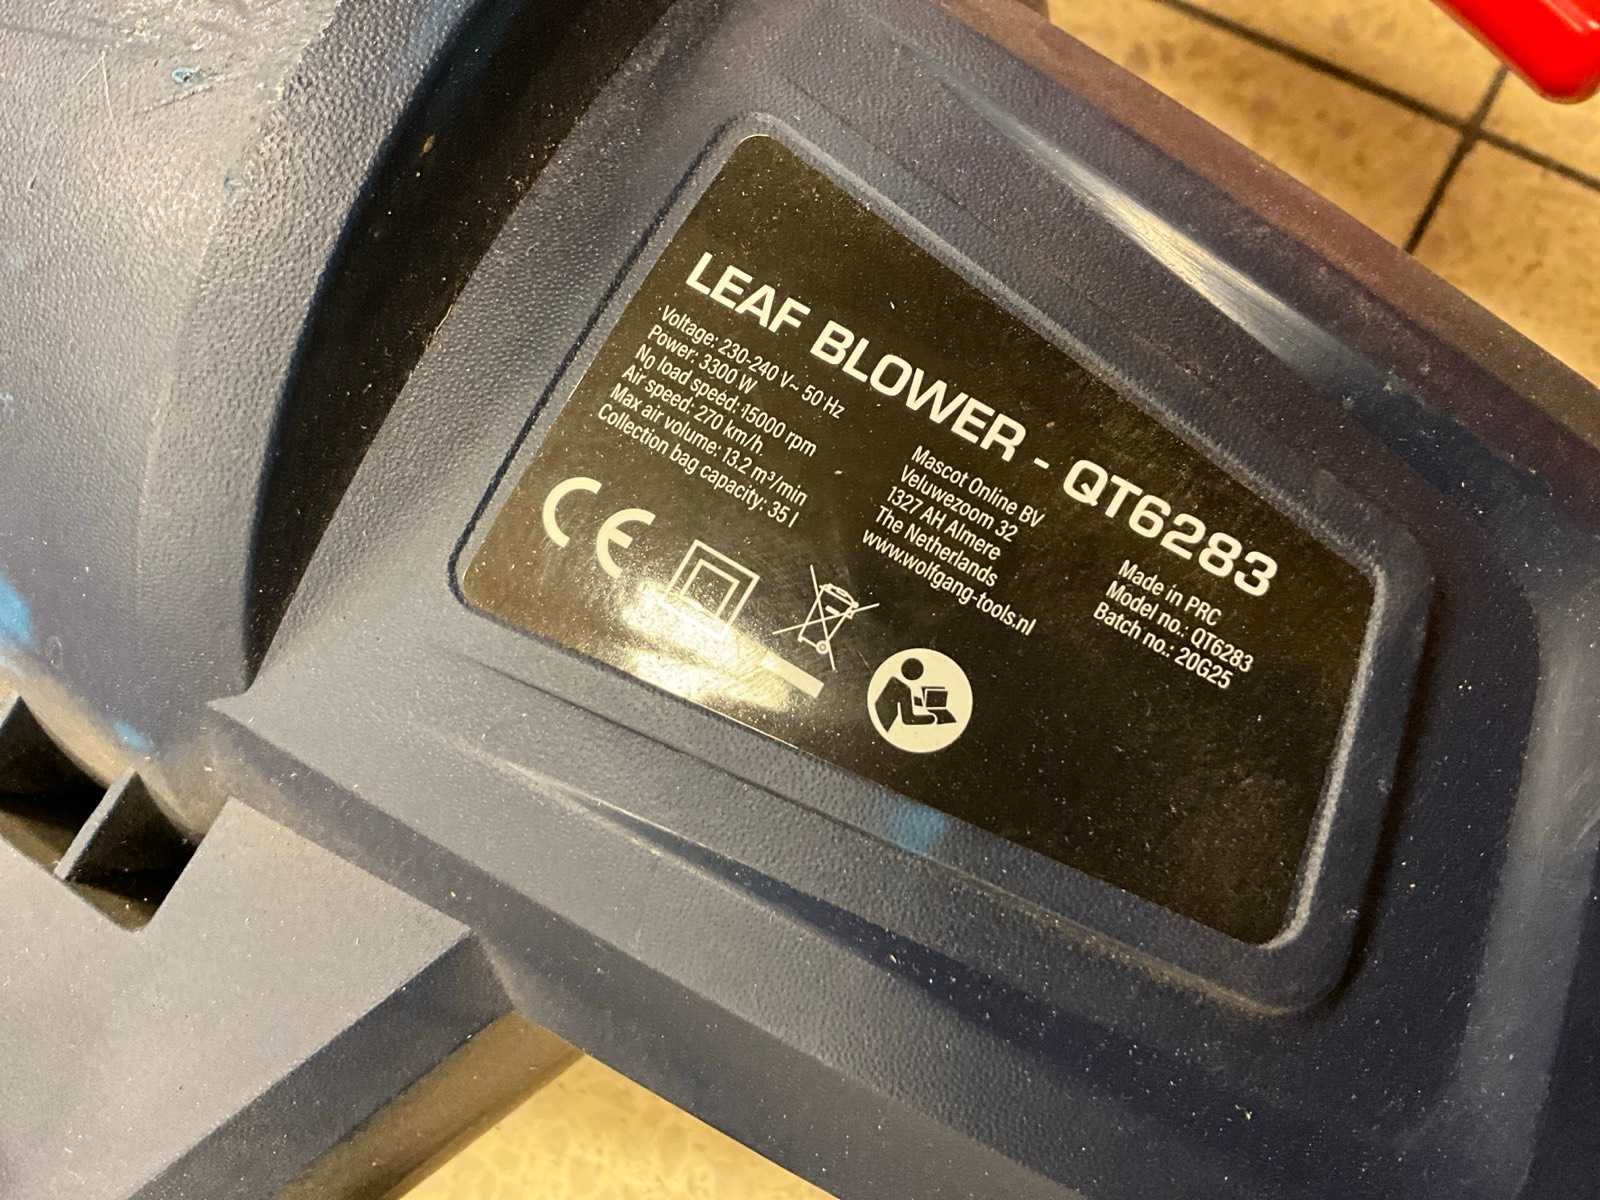 LEAF BLOWER - QT6283
Voltage: 230-240 V~ 50 Hz
Power: 3300 W
No load speed: 15000 rpm
Air speed: 270 km/h.
Max air volume: 13.2 m³/min
Collection bag capacity: 35 l
Mascot Online BV
Veluwezoom 32
1327 AH Almere
The Netherlands
www.wolfgang-tools.nl
Made in PRC
Model no.: QT6283
Batch no.: 20G25
CE